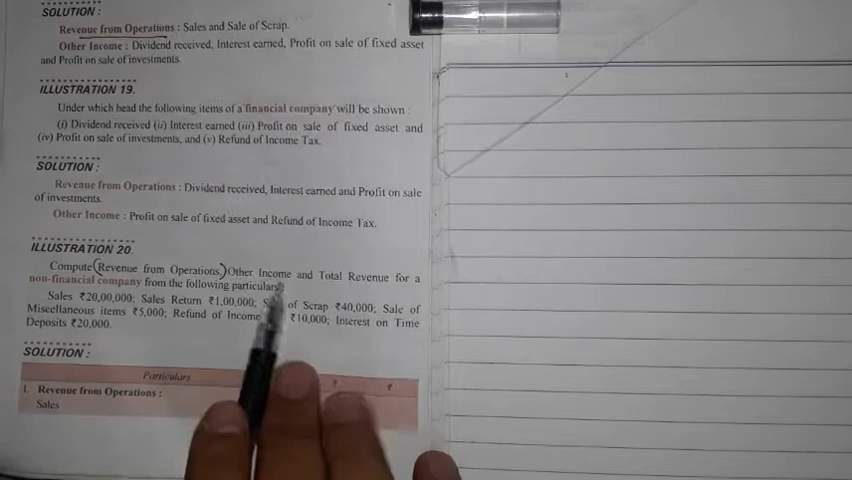 SOLUTION :
Revenue from Operations : Sales and Sale of Scrap.
Other Income : Dividend received, Interest earned, Profit on sale of fixed asset
and Profit on sale of investments.
ILLUSTRATION 19.
Under which head the following items of a financial company will be shown :
(i) Dividend received (ii) Interest earned (iii) Profit on sale of fixed asset and
(iv) Profit on sale of investments, and (v) Refund of Income Tax.
SOLUTION :
Revenue from Operations : Dividend received, Interest earned and Profit on sale
of investments.
Other Income : Profit on sale of fixed asset and Refund of Income Tax.
ILLUSTRATION 20.
Compute (Revenue from Operations,) Other Income and Total Revenue for a
non-financial company from the following particulars
Sales ₹20,00,000; Sales Return ₹1,00,000; of Scrap ₹40,000; Sale of
Miscellaneous items ₹5,000; Refund of Income ₹10,000; Interest on Time
Deposits ₹20,000.
SOLUTION :
Particulars ₹ ₹
1. Revenue from Operations :
Sales